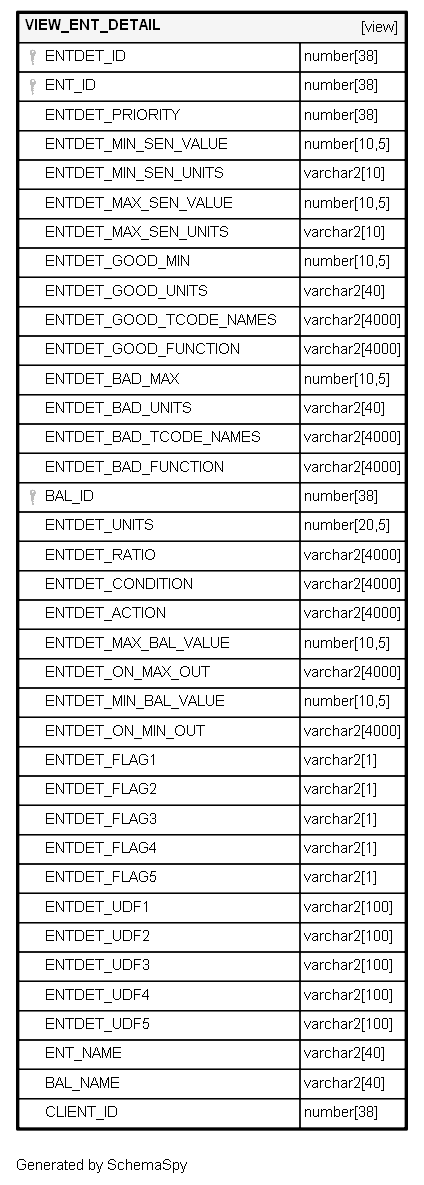 VIEW_ENT_DETAIL [view]
ENTDET_ID number[38]
ENT_ID number[38]
ENTDET_PRIORITY number[38]
ENTDET_MIN_SEN_VALUE number[10,5]
ENTDET_MIN_SEN_UNITS varchar2[10]
ENTDET_MAX_SEN_VALUE number[10,5]
ENTDET_MAX_SEN_UNITS varchar2[10]
ENTDET_GOOD_MIN number[10,5]
ENTDET_GOOD_UNITS varchar2[40]
ENTDET_GOOD_TCODE_NAMES varchar2[4000]
ENTDET_GOOD_FUNCTION varchar2[4000]
ENTDET_BAD_MAX number[10,5]
ENTDET_BAD_UNITS varchar2[40]
ENTDET_BAD_TCODE_NAMES varchar2[4000]
ENTDET_BAD_FUNCTION varchar2[4000]
BAL_ID number[38]
ENTDET_UNITS number[20,5]
ENTDET_RATIO varchar2[4000]
ENTDET_CONDITION varchar2[4000]
ENTDET_ACTION varchar2[4000]
ENTDET_MAX_BAL_VALUE number[10,5]
ENTDET_ON_MAX_OUT varchar2[4000]
ENTDET_MIN_BAL_VALUE number[10,5]
ENTDET_ON_MIN_OUT varchar2[4000]
ENTDET_FLAG1 varchar2[1]
ENTDET_FLAG2 varchar2[1]
ENTDET_FLAG3 varchar2[1]
ENTDET_FLAG4 varchar2[1]
ENTDET_FLAG5 varchar2[1]
ENTDET_UDF1 varchar2[100]
ENTDET_UDF2 varchar2[100]
ENTDET_UDF3 varchar2[100]
ENTDET_UDF4 varchar2[100]
ENTDET_UDF5 varchar2[100]
ENT_NAME varchar2[40]
BAL_NAME varchar2[40]
CLIENT_ID number[38]
Generated by SchemaSpy